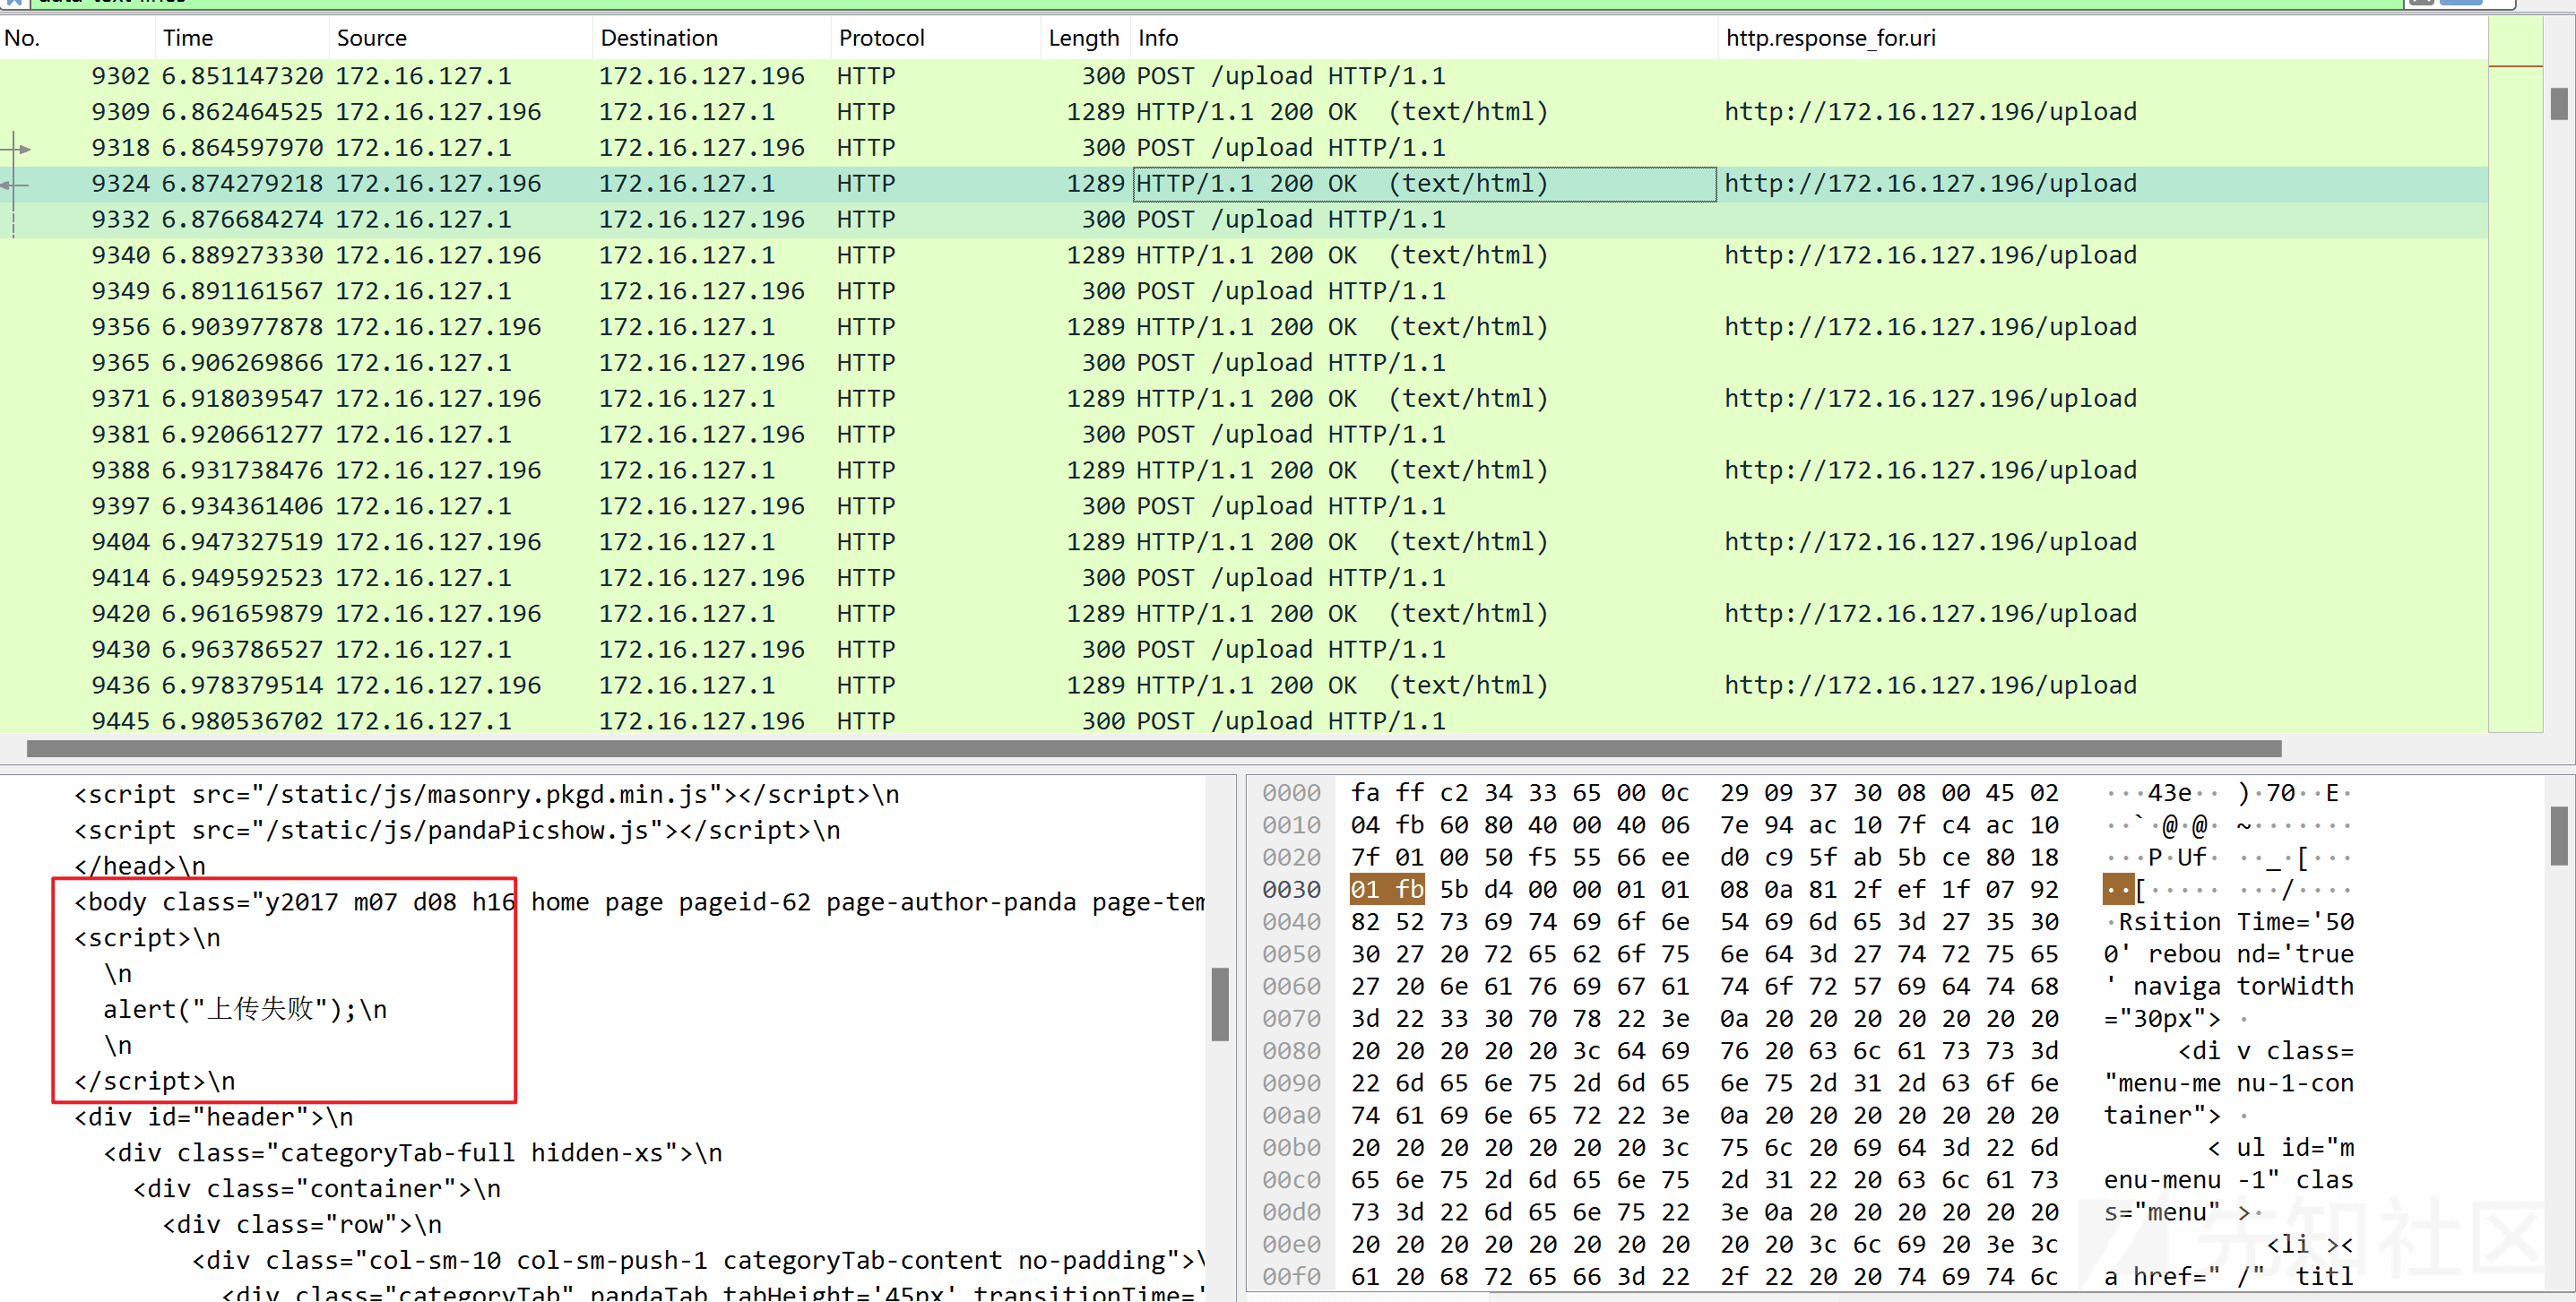 No. Time Source Destination Protocol Length Info http.response_for.uri
9302 6.851147320 172.16.127.1 172.16.127.196 HTTP 300 POST /upload HTTP/1.1
9309 6.862464525 172.16.127.196 172.16.127.1 HTTP 1289 HTTP/1.1 200 OK (text/html) http://172.16.127.196/upload
9318 6.864597970 172.16.127.1 172.16.127.196 HTTP 300 POST /upload HTTP/1.1
9324 6.874279218 172.16.127.196 172.16.127.1 HTTP 1289 HTTP/1.1 200 OK (text/html) http://172.16.127.196/upload
9332 6.876684274 172.16.127.1 172.16.127.196 HTTP 300 POST /upload HTTP/1.1
9340 6.889273330 172.16.127.196 172.16.127.1 HTTP 1289 HTTP/1.1 200 OK (text/html) http://172.16.127.196/upload
9349 6.891161567 172.16.127.1 172.16.127.196 HTTP 300 POST /upload HTTP/1.1
9356 6.903977878 172.16.127.196 172.16.127.1 HTTP 1289 HTTP/1.1 200 OK (text/html) http://172.16.127.196/upload
9365 6.906269866 172.16.127.1 172.16.127.196 HTTP 300 POST /upload HTTP/1.1
9371 6.918039547 172.16.127.196 172.16.127.1 HTTP 1289 HTTP/1.1 200 OK (text/html) http://172.16.127.196/upload
9381 6.920661277 172.16.127.1 172.16.127.196 HTTP 300 POST /upload HTTP/1.1
9388 6.931738476 172.16.127.196 172.16.127.1 HTTP 1289 HTTP/1.1 200 OK (text/html) http://172.16.127.196/upload
9397 6.934361406 172.16.127.1 172.16.127.196 HTTP 300 POST /upload HTTP/1.1
9404 6.947327519 172.16.127.196 172.16.127.1 HTTP 1289 HTTP/1.1 200 OK (text/html) http://172.16.127.196/upload
9414 6.949592523 172.16.127.1 172.16.127.196 HTTP 300 POST /upload HTTP/1.1
9420 6.961659879 172.16.127.196 172.16.127.1 HTTP 1289 HTTP/1.1 200 OK (text/html) http://172.16.127.196/upload
9430 6.963786527 172.16.127.1 172.16.127.196 HTTP 300 POST /upload HTTP/1.1
9436 6.978379514 172.16.127.196 172.16.127.1 HTTP 1289 HTTP/1.1 200 OK (text/html) http://172.16.127.196/upload
9445 6.980536702 172.16.127.1 172.16.127.196 HTTP 300 POST /upload HTTP/1.1
<script src="/static/js/masonry.pkgd.min.js"></script>\n
<script src="/static/js/pandaPicshow.js"></script>\n
</head>\n
<body class="y2017 m07 d08 h16 home page pageid-62 page-author-panda page-tem
<script>\n
\n
alert("上传失败");\n
\n
</script>\n
<div id="header">\n
<div class="categoryTab-full hidden-xs">\n
<div class="container">\n
<div class="row">\n
<div class="col-sm-10 col-sm-push-1 categoryTab-content no-padding">\
<div class="categoryTab" pandaTab tabHeight='45px' transitionTime='
0000 fa ff c2 34 33 65 00 0c 29 09 37 30 08 00 45 02 ···43e·· )·70··E·
0010 04 fb 60 80 40 00 40 06 7e 94 ac 10 7f c4 ac 10 ··`·@·@· ~·······
0020 7f 01 00 50 f5 55 66 ee d0 c9 5f ab 5b ce 80 18 ···P·Uf· ··_·[···
0030 01 fb 5b d4 00 00 01 01 08 0a 81 2f ef 1f 07 92 ··[····· ···/····
0040 82 52 73 69 74 69 6f 6e 54 69 6d 65 3d 27 35 30 ·Rsition Time='50
0050 30 27 20 72 65 62 6f 75 6e 64 3d 27 74 72 75 65 0' rebou nd='true
0060 27 20 6e 61 76 69 67 61 74 6f 72 57 69 64 74 68 ' naviga torWidth
0070 3d 22 33 30 70 78 22 3e 0a 20 20 20 20 20 20 20 ="30px"> ·
0080 20 20 20 20 20 3c 64 69 76 20 63 6c 61 73 73 3d <di v class=
0090 22 6d 65 6e 75 2d 6d 65 6e 75 2d 31 2d 63 6f 6e "menu-me nu-1-con
00a0 74 61 69 6e 65 72 22 3e 0a 20 20 20 20 20 20 20 tainer"> ·
00b0 20 20 20 20 20 20 20 3c 75 6c 20 69 64 3d 22 6d < ul id="m
00c0 65 6e 75 2d 6d 65 6e 75 2d 31 22 20 63 6c 61 73 enu-menu -1" clas
00d0 73 3d 22 6d 65 6e 75 22 3e 0a 20 20 20 20 20 20 s="menu" >·
00e0 20 20 20 20 20 20 20 20 20 20 3c 6c 69 20 3e 3c <li ><
00f0 61 20 68 72 65 66 3d 22 2f 22 20 20 74 69 74 6c a href=" /" titl
先知社区